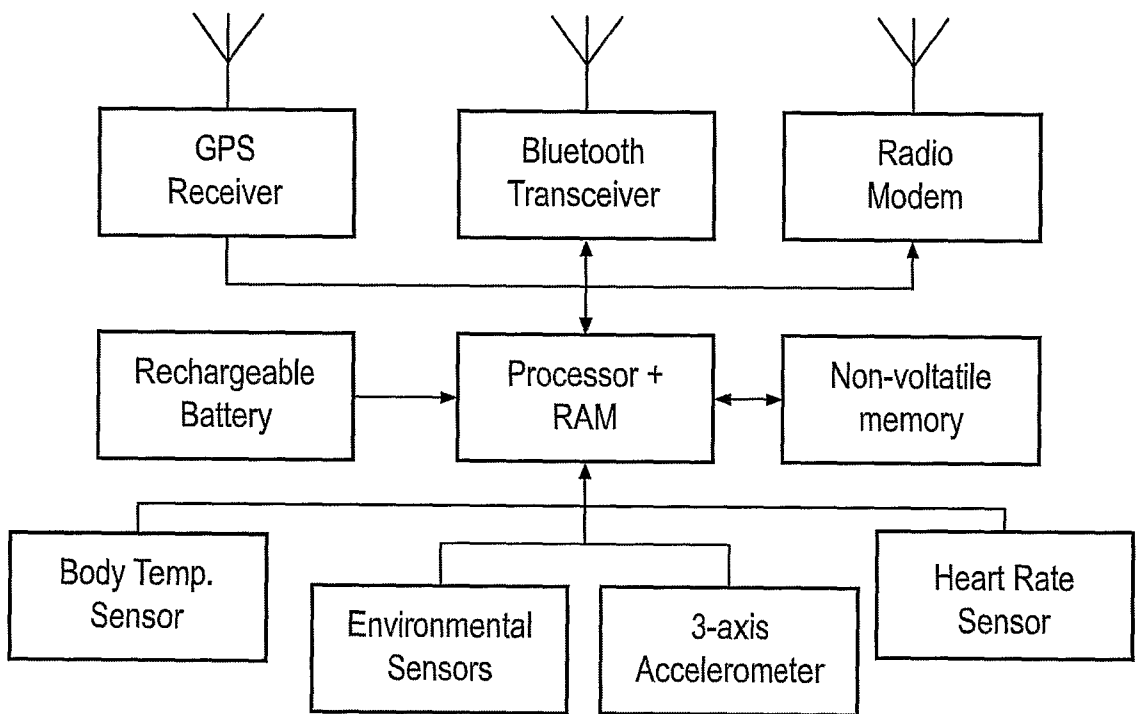 GPS
Receiver
Bluetooth
Transceiver
Radio
Modem
Rechargeable
Battery
Processor +
RAM
Non-voltatile
memory
Body Temp.
Sensor
Environmental
Sensors
3-axis
Accelerometer
Heart Rate
Sensor